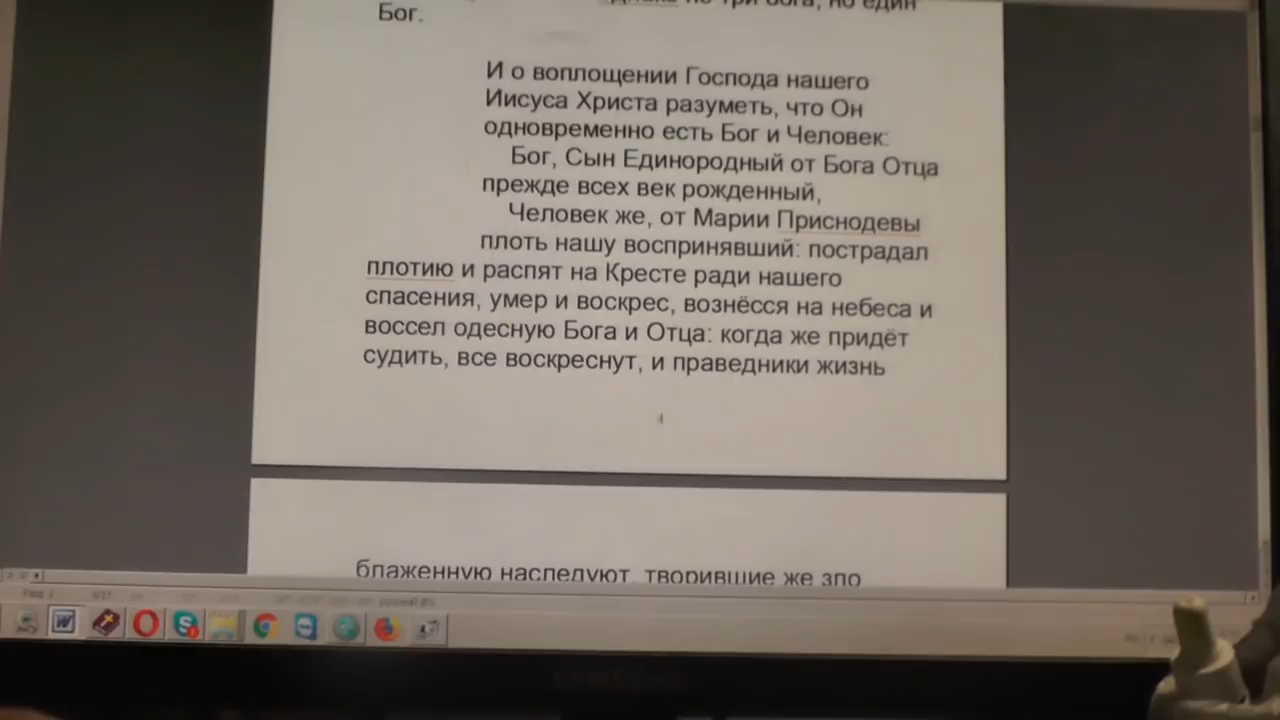 но един
Бог.
И о воплощении Господа нашего
Иисуса Христа разуметь, что Он
одновременно есть Бог и Человек:
Бог, Сын Единородный от Бога Отца
прежде всех век рожденный,
Человек же, от Марии Приснодевы
плоть нашу воспринявший: пострадал
плотию и распят на Кресте ради нашего
спасения, умер и воскрес, вознёсся на небеса и
воссел одесную Бога и Отца: когда же придёт
судить, все воскреснут, и праведники жизнь
4
блаженную наследуют, творившие же зло